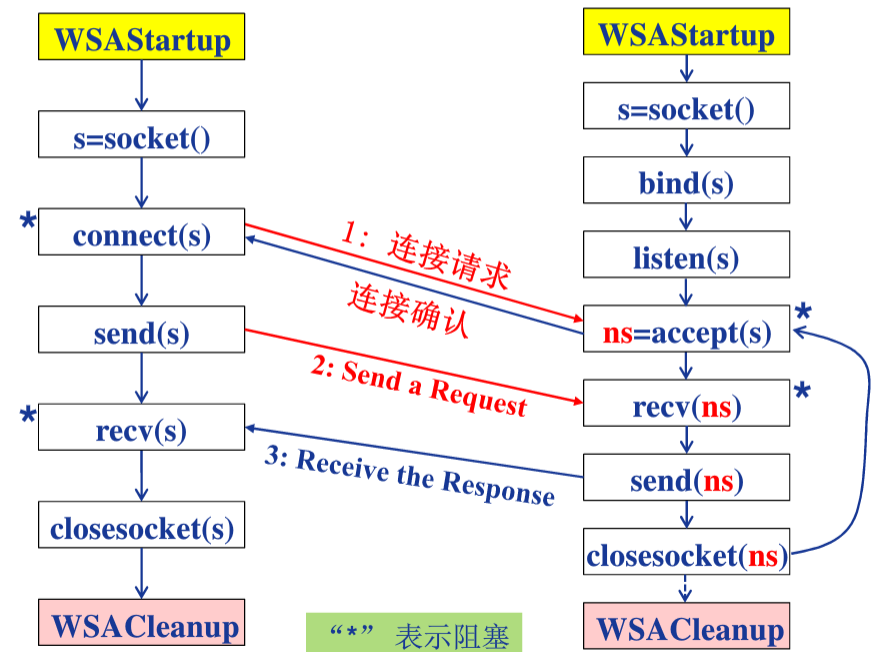 WSAStartup
s=socket()
*
connect(s)
send(s)
*
recv(s)
closesocket(s)
WSACleanup
1: 连接请求
连接确认
2: Send a Request
3: Receive the Response
WSAStartup
s=socket()
bind(s)
listen(s)
ns=accept(s)
*
recv(ns)
*
send(ns)
closesocket(ns)
WSACleanup
“*” 表示阻塞